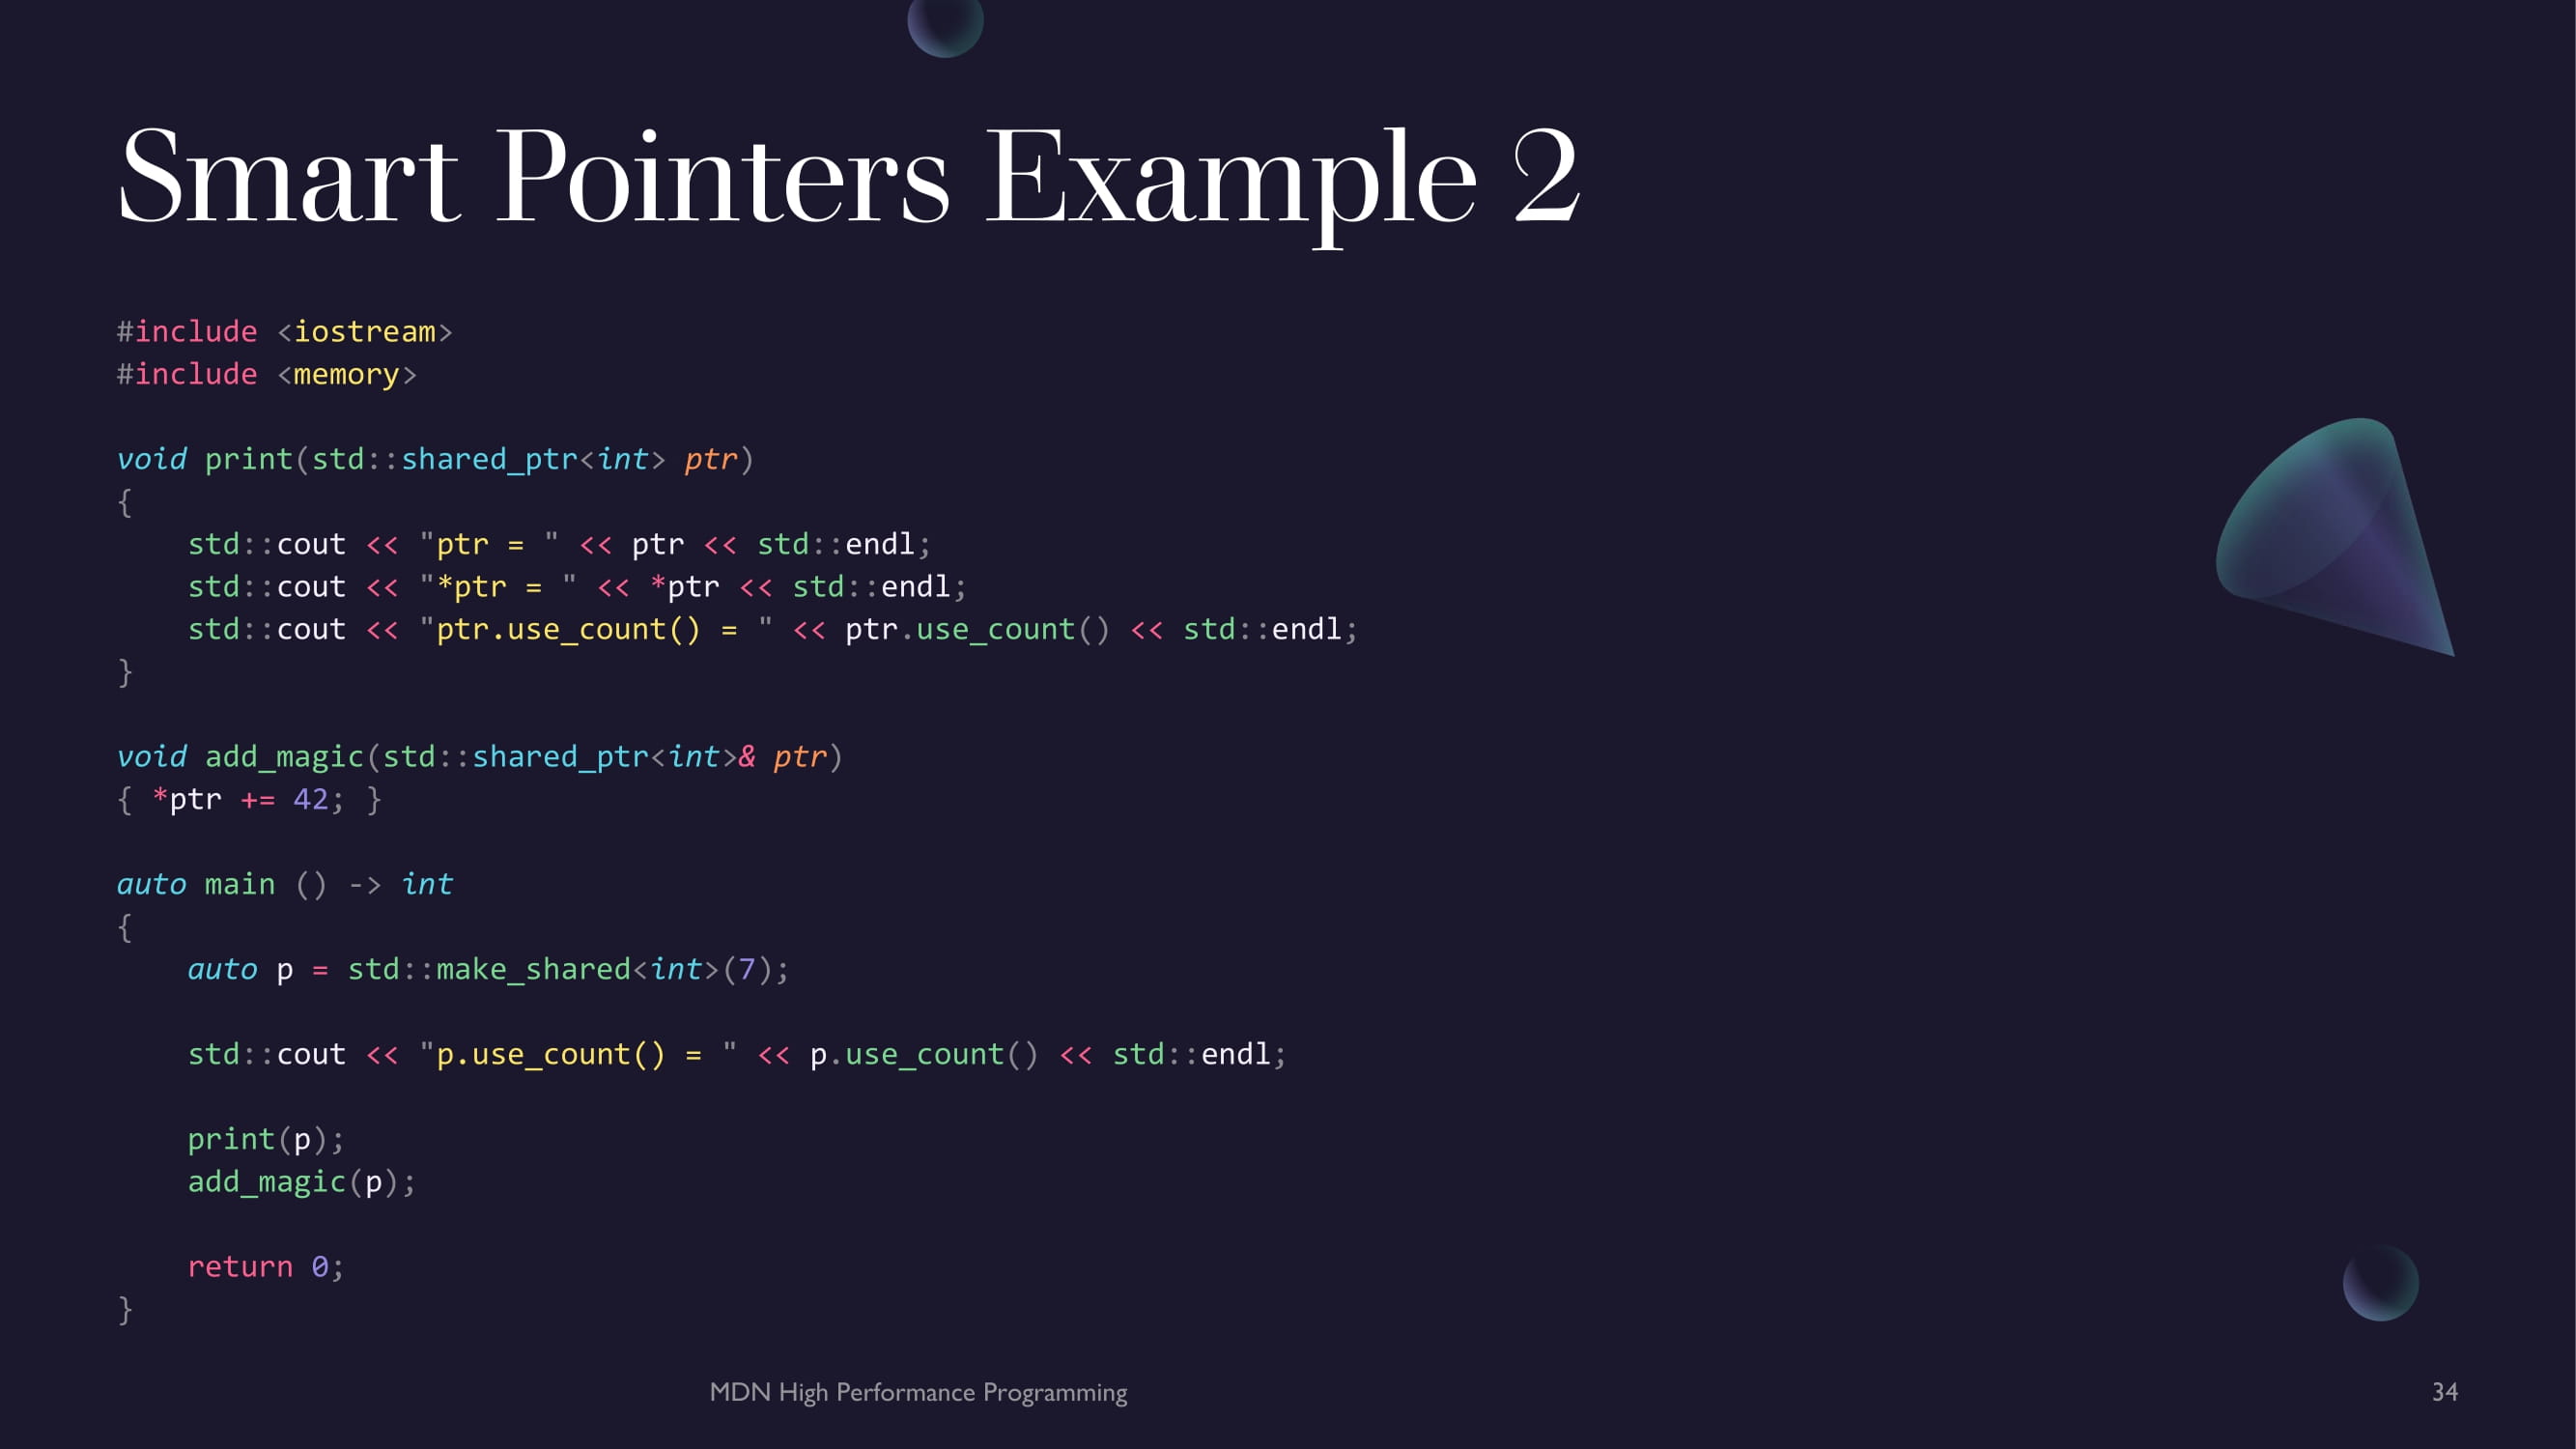 Smart Pointers Example 2
#include <iostream>
#include <memory>
void print(std::shared_ptr<int> ptr)
{
    std::cout << "ptr = " << ptr << std::endl;
    std::cout << "*ptr = " << *ptr << std::endl;
    std::cout << "ptr.use_count() = " << ptr.use_count() << std::endl;
}
void add_magic(std::shared_ptr<int>& ptr)
{ *ptr += 42; }
auto main () -> int
{
    auto p = std::make_shared<int>(7);
    std::cout << "p.use_count() = " << p.use_count() << std::endl;
    print(p);
    add_magic(p);
    return 0;
}
MDN High Performance Programming
34